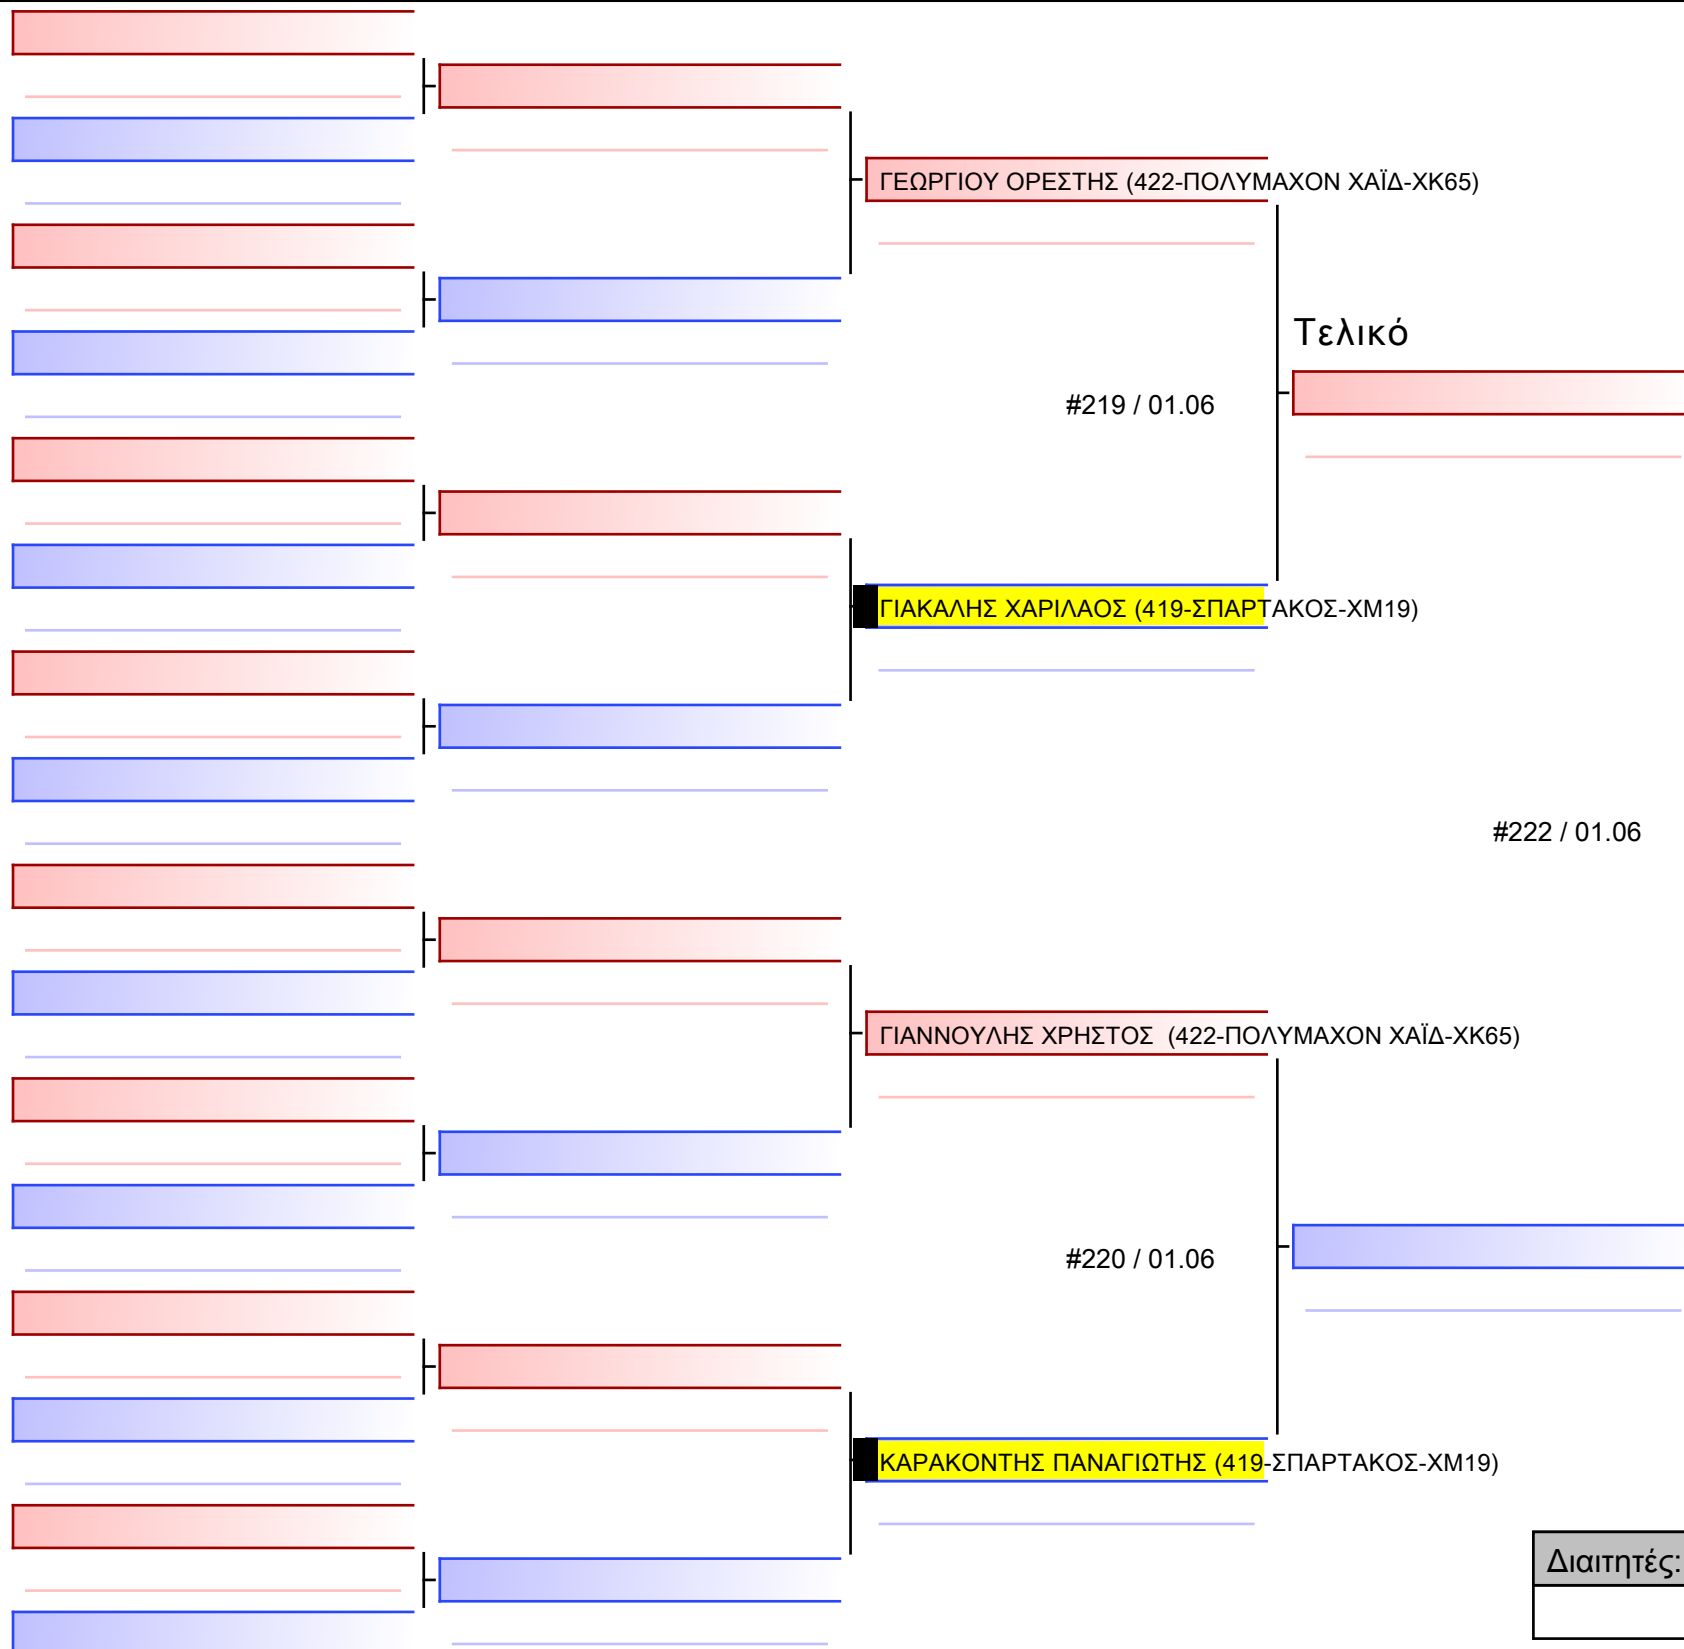 ΓΕΩΡΓΙΟΥ ΟΡΕΣΤΗΣ (422-ΠΟΛΥΜΑΧΟΝ ΧΑΪΔ-ΧΚ65)
Τελικό
#219 / 01.06
ΓΙΑΚΑΛΗΣ ΧΑΡΙΛΑΟΣ (419-ΣΠΑΡΤΑΚΟΣ-ΧΜ19)
#222 / 01.06
ΓΙΑΝΝΟΥΛΗΣ ΧΡΗΣΤΟΣ  (422-ΠΟΛΥΜΑΧΟΝ ΧΑΪΔ-ΧΚ65)
#220 / 01.06
ΚΑΡΑΚΟΝΤΗΣ ΠΑΝΑΓΙΩΤΗΣ (419-ΣΠΑΡΤΑΚΟΣ-ΧΜ19)
Διαιτητές: